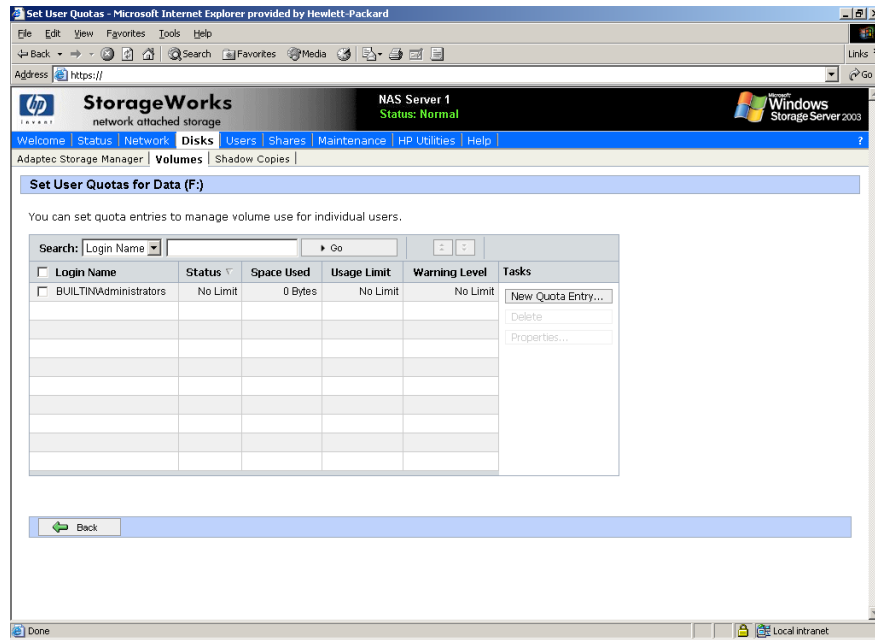 Set User Quotas - Microsoft Internet Explorer provided by Hewlett-Packard
File Edit View Favorites Tools Help
Back Search Favorites Media Links
Address https:// Go
hp
invent
StorageWorks
network attached storage
NAS Server 1
Status: Normal
Microsoft
Windows
Storage Server 2003
Welcome Status Network Disks Users Shares Maintenance HP Utilities Help ?
Adaptec Storage Manager Volumes Shadow Copies
Set User Quotas for Data (F:)
You can set quota entries to manage volume use for individual users.
Search: Login Name Go
Login Name Status Space Used Usage Limit Warning Level Tasks
BUILTIN\Administrators No Limit 0 Bytes No Limit No Limit New Quota Entry...
Delete
Properties...
Back
Done Local intranet